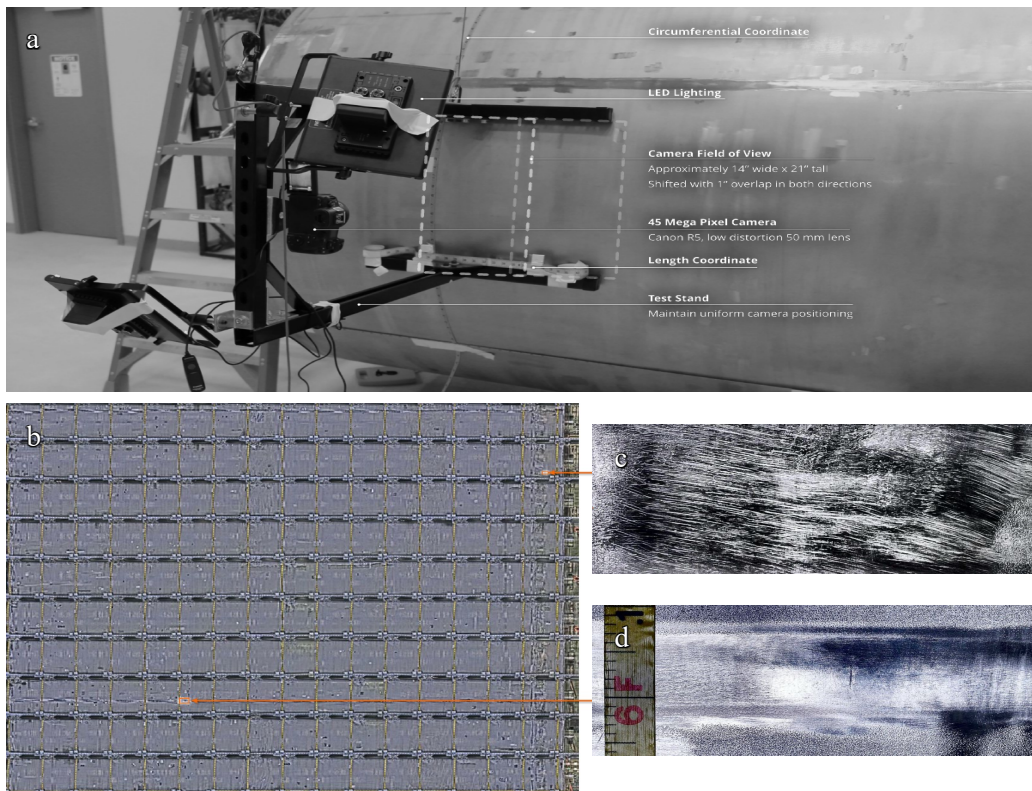 a
Circumferential Coordinate
LED Lighting
Camera Field of View
Approximately 14” wide x 21” tall
Shifted with 1” overlap in both directions
45 Mega Pixel Camera
Canon R5, low distortion 50 mm lens
Length Coordinate
Test Stand
Maintain uniform camera positioning
b
c
d
6F